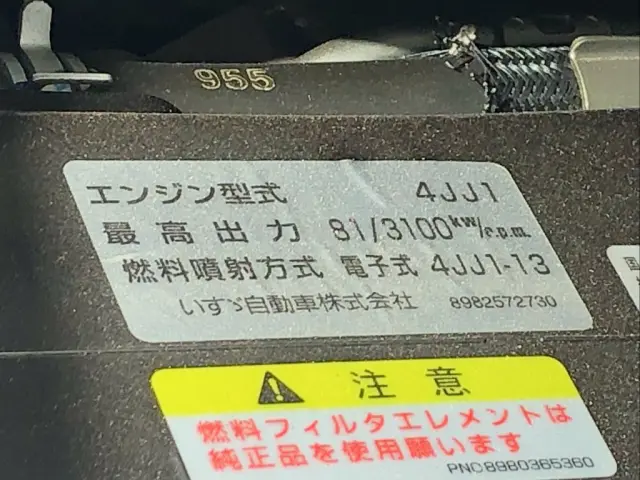 955
エンジン型式 4JJ1
最高出力 81/3100kw/r.p.m.
燃料噴射方式 電子式 4JJ1-13
いすゞ自動車株式会社 8982572730
注意
燃料フィルタエレメントは
純正品を使用願います
PNC8980365360